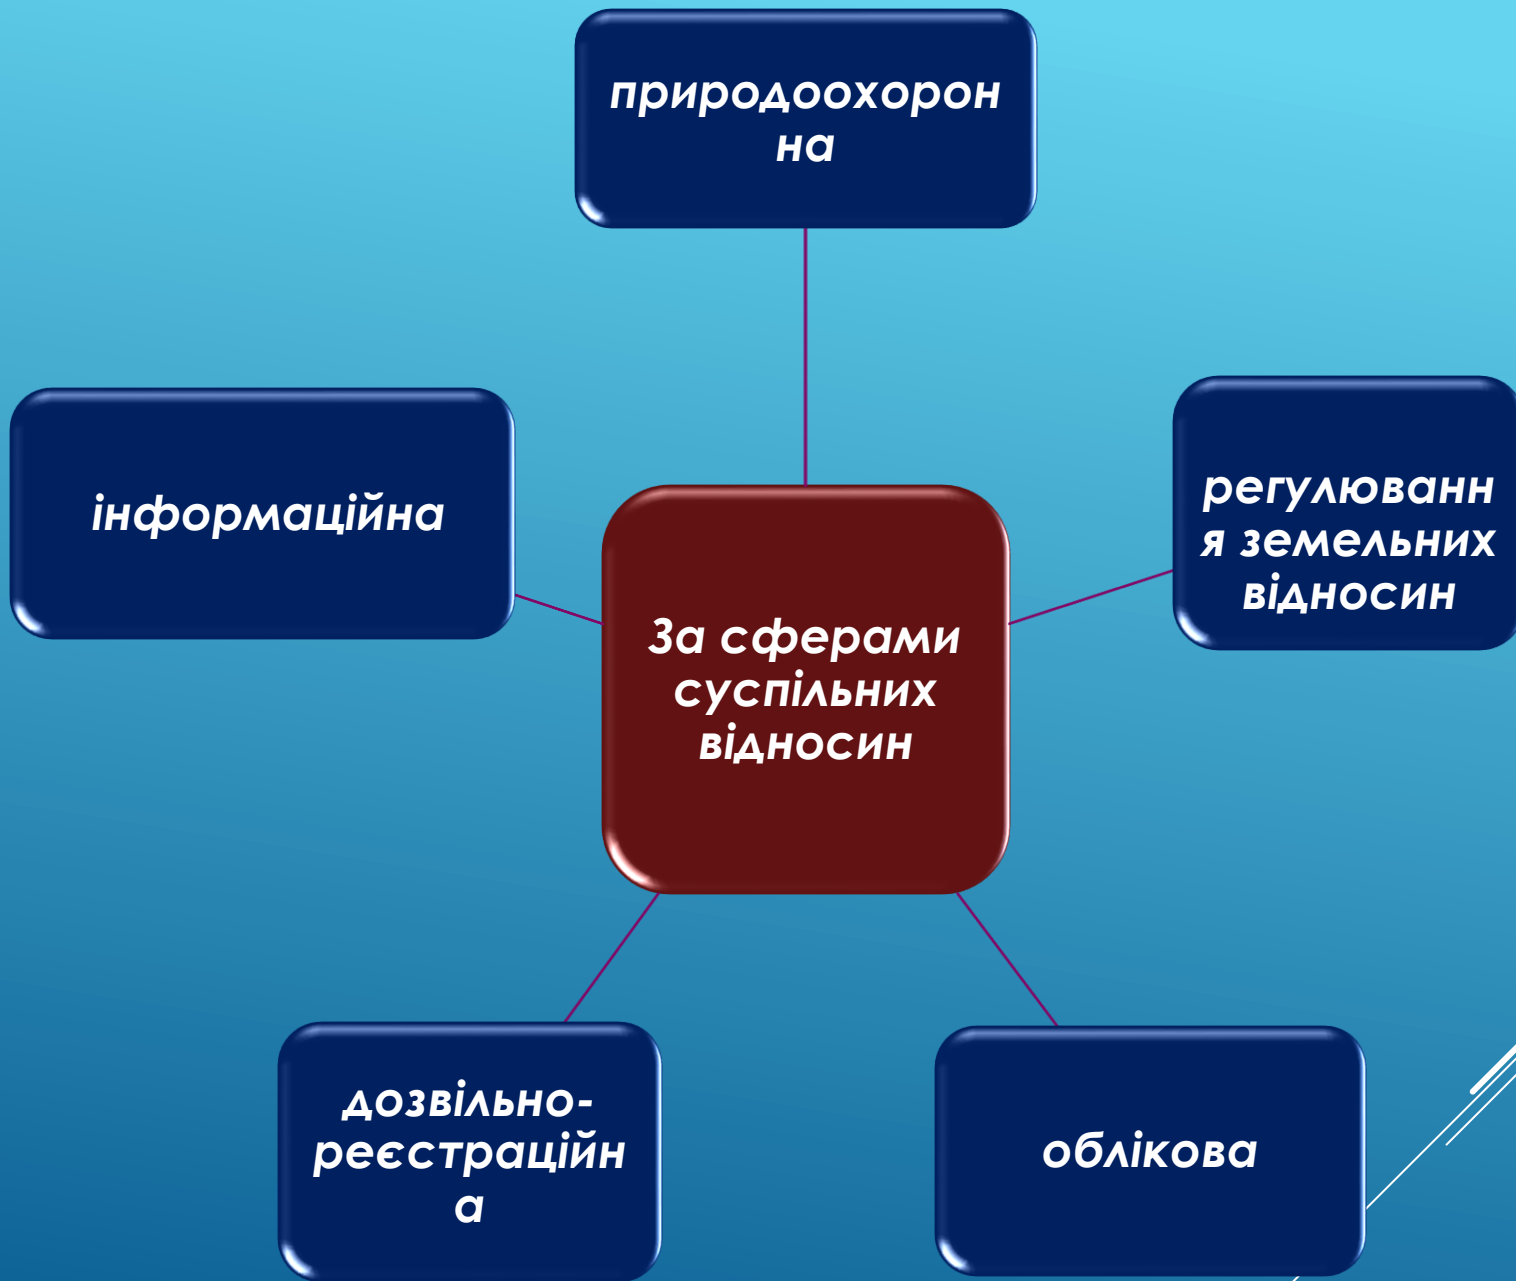 природоохорон
на
інформаційна
регулюванн
я земельних
відносин
За сферами
суспільних
відносин
дозвільно-
реєстраційн
а
облікова